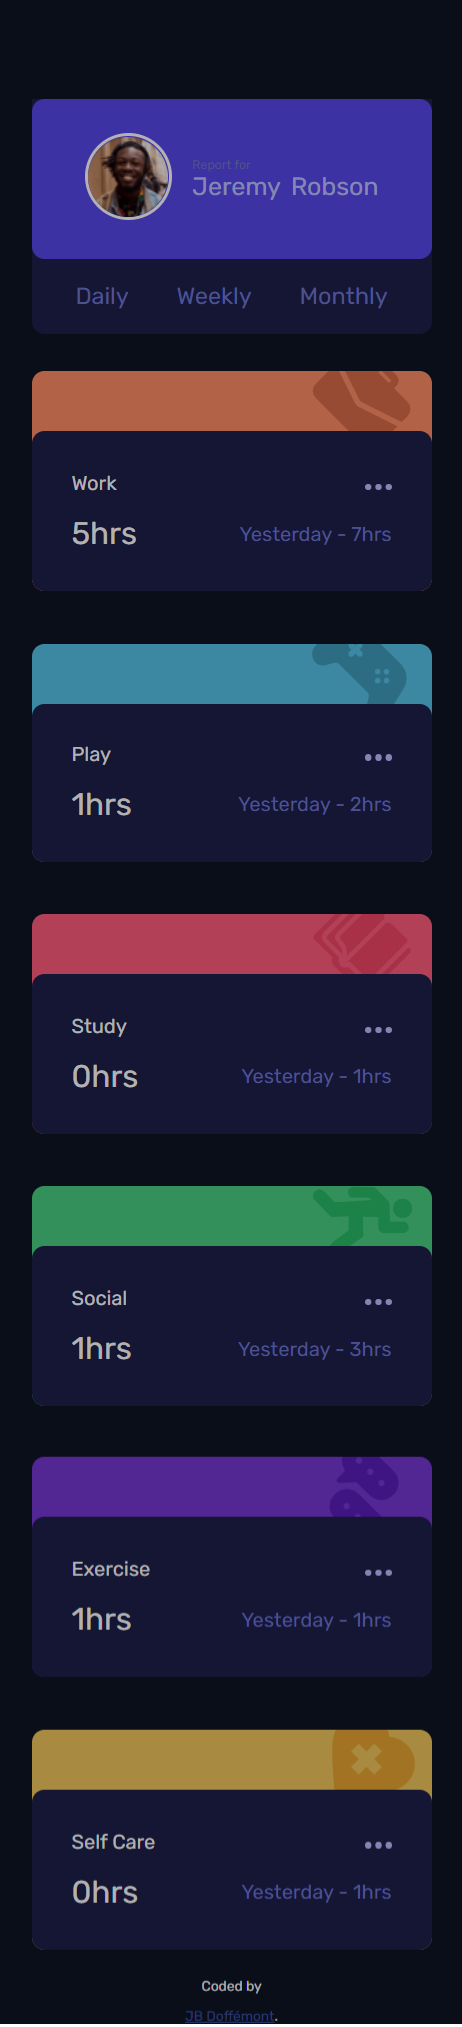 Report for
Jeremy Robson
Daily Weekly Monthly
Work
5hrs Yesterday - 7hrs
Play
1hrs Yesterday - 2hrs
Study
0hrs Yesterday - 1hrs
Social
1hrs Yesterday - 3hrs
Exercise
1hrs Yesterday - 1hrs
Self Care
0hrs Yesterday - 1hrs
Coded by
JB Doffémont.